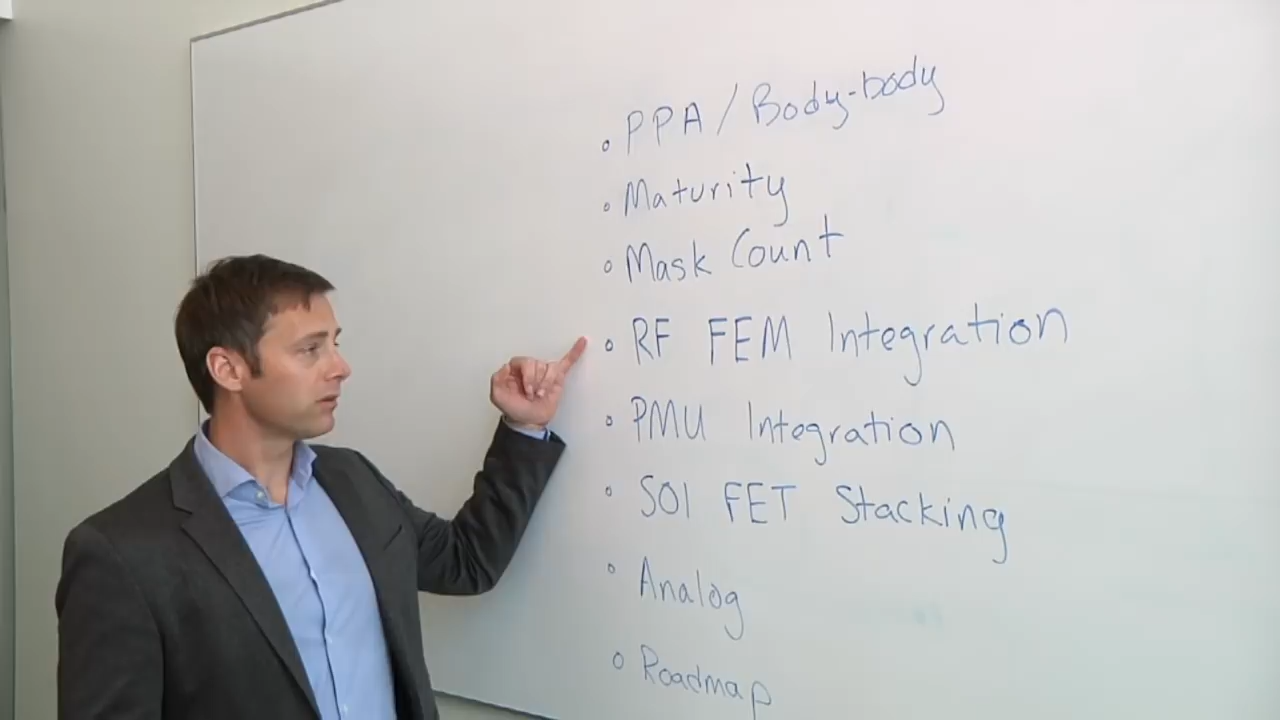 • PPA / Body-body
• Maturity
• Mask Count
• RF FEM Integration
• PMU Integration
• SOI FET Stacking
• Analog
• Roadmap